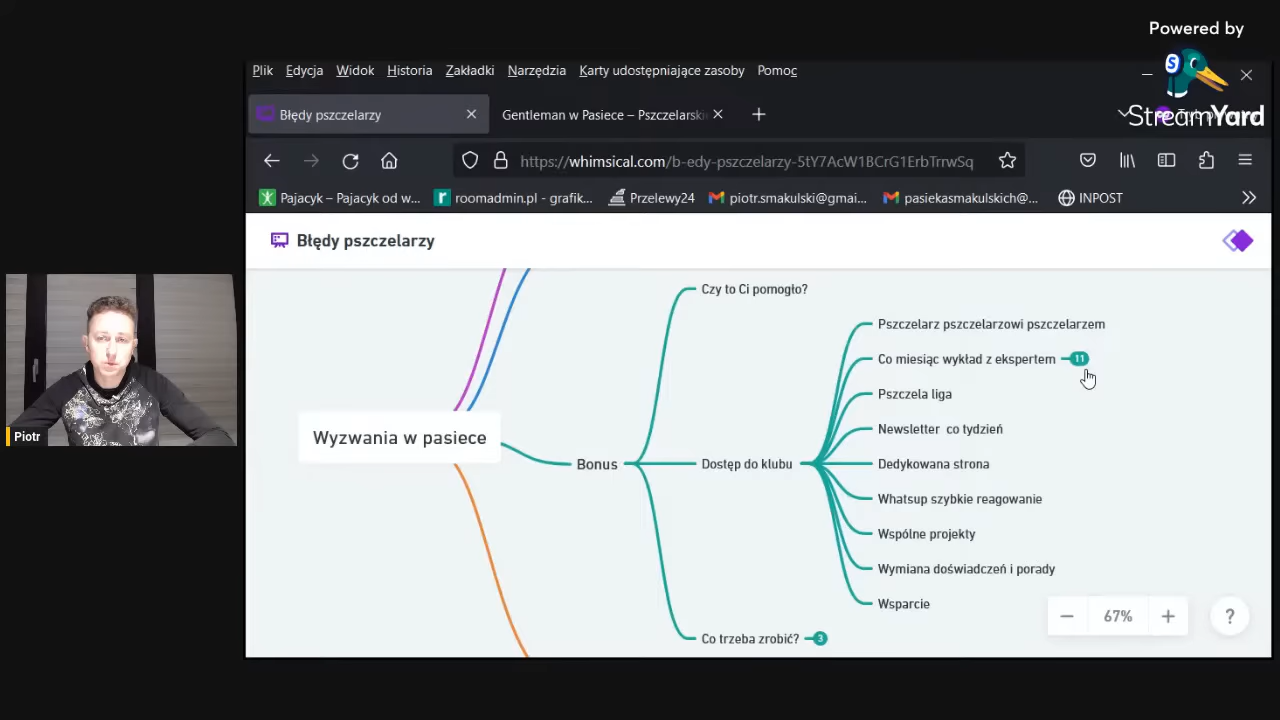 Powered by
StreamYard
Plik Edycja Widok Historia Zakładki Narzędzia Karty udostępniające zasoby Pomoc
Błędy pszczelarzy
Gentleman w Pasiece – Pszczelarski
https://whimsical.com/b-edy-pszczelarzy-5tY7AcW1BCrG1ErbTrrwSq
Pajacyk – Pajacyk od w... roomadmin.pl - grafik... Przelewy24 piotr.smakulski@gmai... pasiekasmakulskich@... INPOST
Błędy pszczelarzy
Czy to Ci pomogło?
Pszczelarz pszczelarzowi pszczelarzem
Co miesiąc wykład z ekspertem 11
Pszczela liga
Newsletter co tydzień
Wyzwania w pasiece
Bonus
Dostęp do klubu
Dedykowana strona
Whatsup szybkie reagowanie
Wspólne projekty
Wymiana doświadczeń i porady
Wsparcie
Co trzeba zrobić? 3
67%
?
Piotr